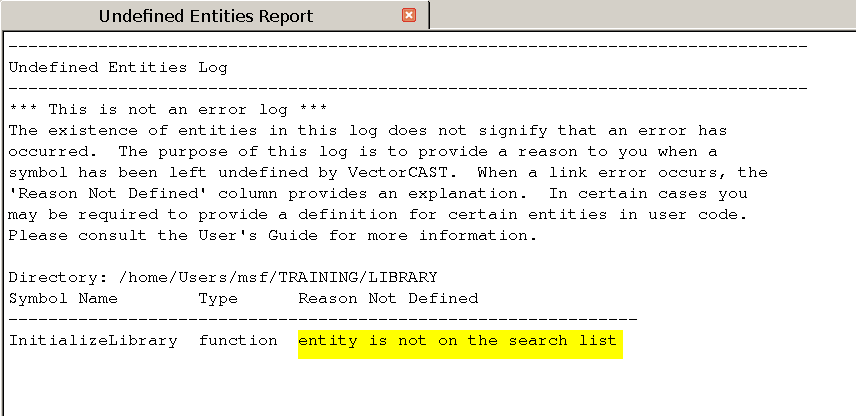 Undefined Entities Report
--------------------------------------------------------------------------------
Undefined Entities Log
--------------------------------------------------------------------------------
*** This is not an error log ***
The existence of entities in this log does not signify that an error has
occurred.  The purpose of this log is to provide a reason to you when a
symbol has been left undefined by VectorCAST.  When a link error occurs, the
'Reason Not Defined' column provides an explanation.  In certain cases you
may be required to provide a definition for certain entities in user code.
Please consult the User's Guide for more information.

Directory: /home/Users/msf/TRAINING/LIBRARY
Symbol Name        Type      Reason Not Defined
---------------------------------------------------------------
InitializeLibrary  function  entity is not on the search list